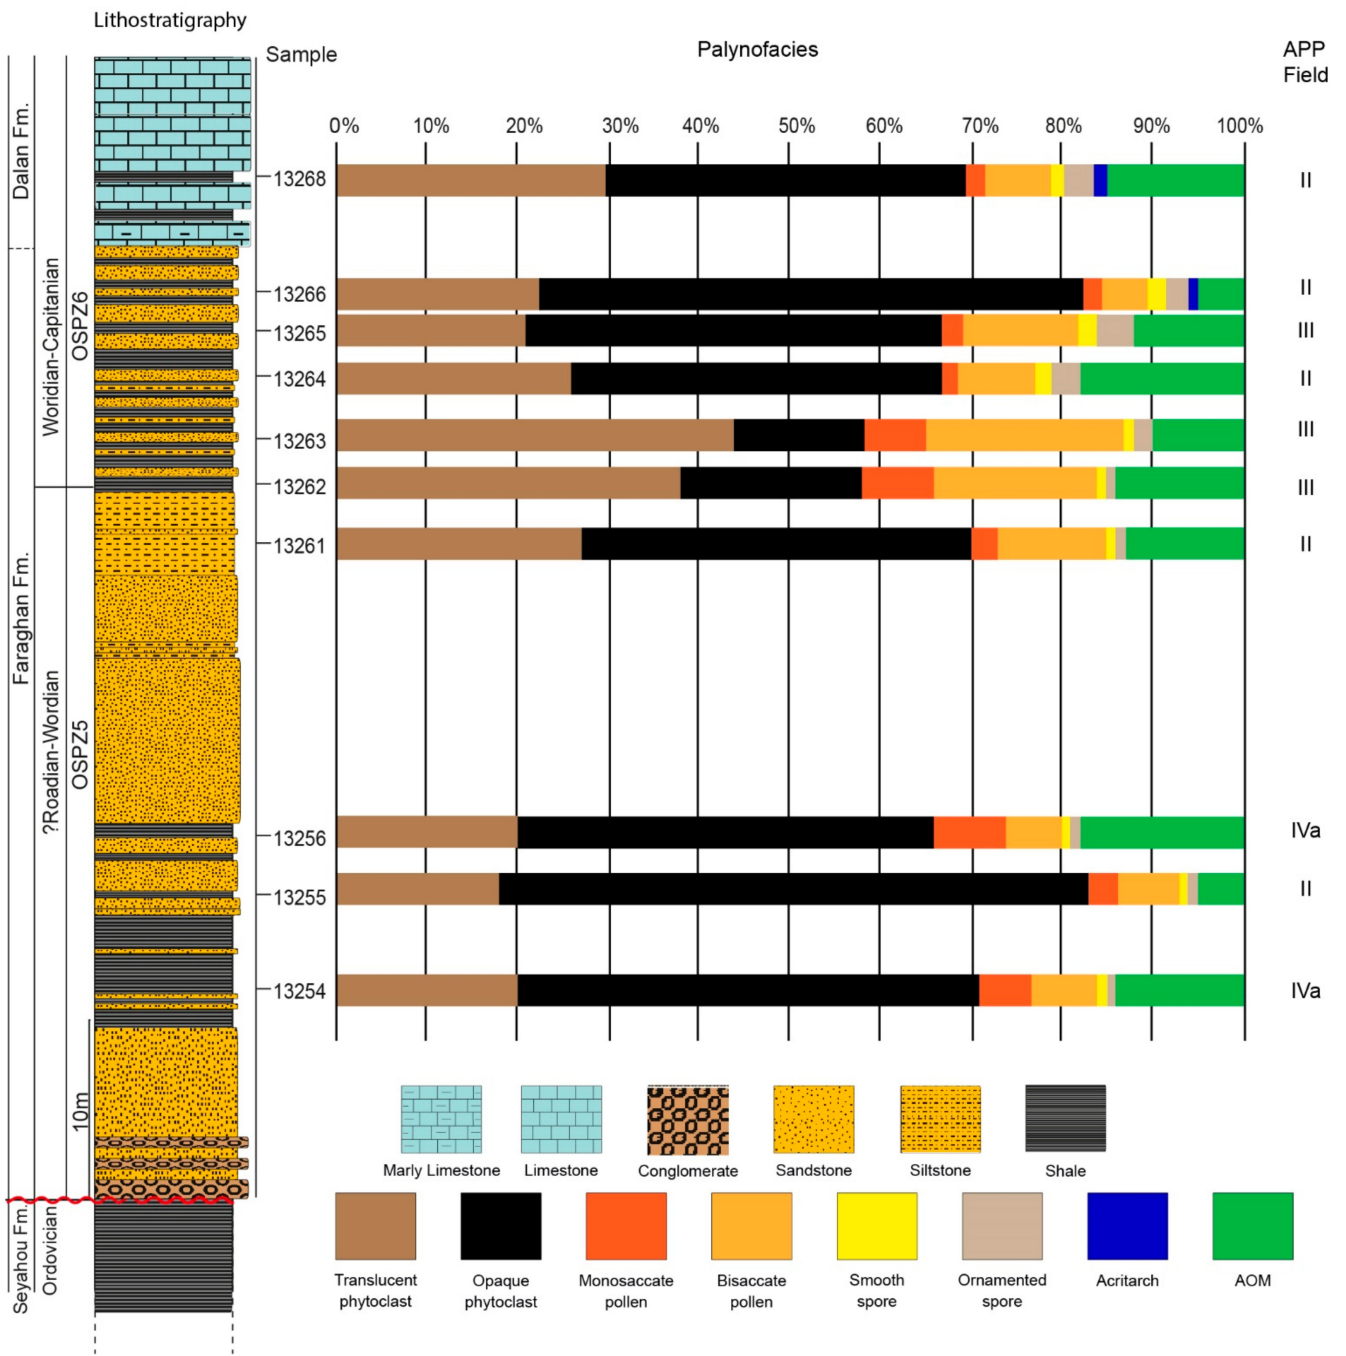 Lithostratigraphy
Sample
Palynofacies
APP
Field
0% 10% 20% 30% 40% 50% 60% 70% 80% 90% 100%
Dalan Fm.
Faraghan Fm.
Seyahou Fm.
Woridian-Capitanian
?Roadian-Wordian
Ordovician
OSPZ6
OSPZ5
10m
13268 II
13266 II
13265 III
13264 II
13263 III
13262 III
13261 II
13256 IVa
13255 II
13254 IVa
Marly Limestone Limestone Conglomerate Sandstone Siltstone Shale
Translucent phytoclast
Opaque phytoclast
Monosaccate pollen
Bisaccate pollen
Smooth spore
Ornamented spore
Acritarch
AOM